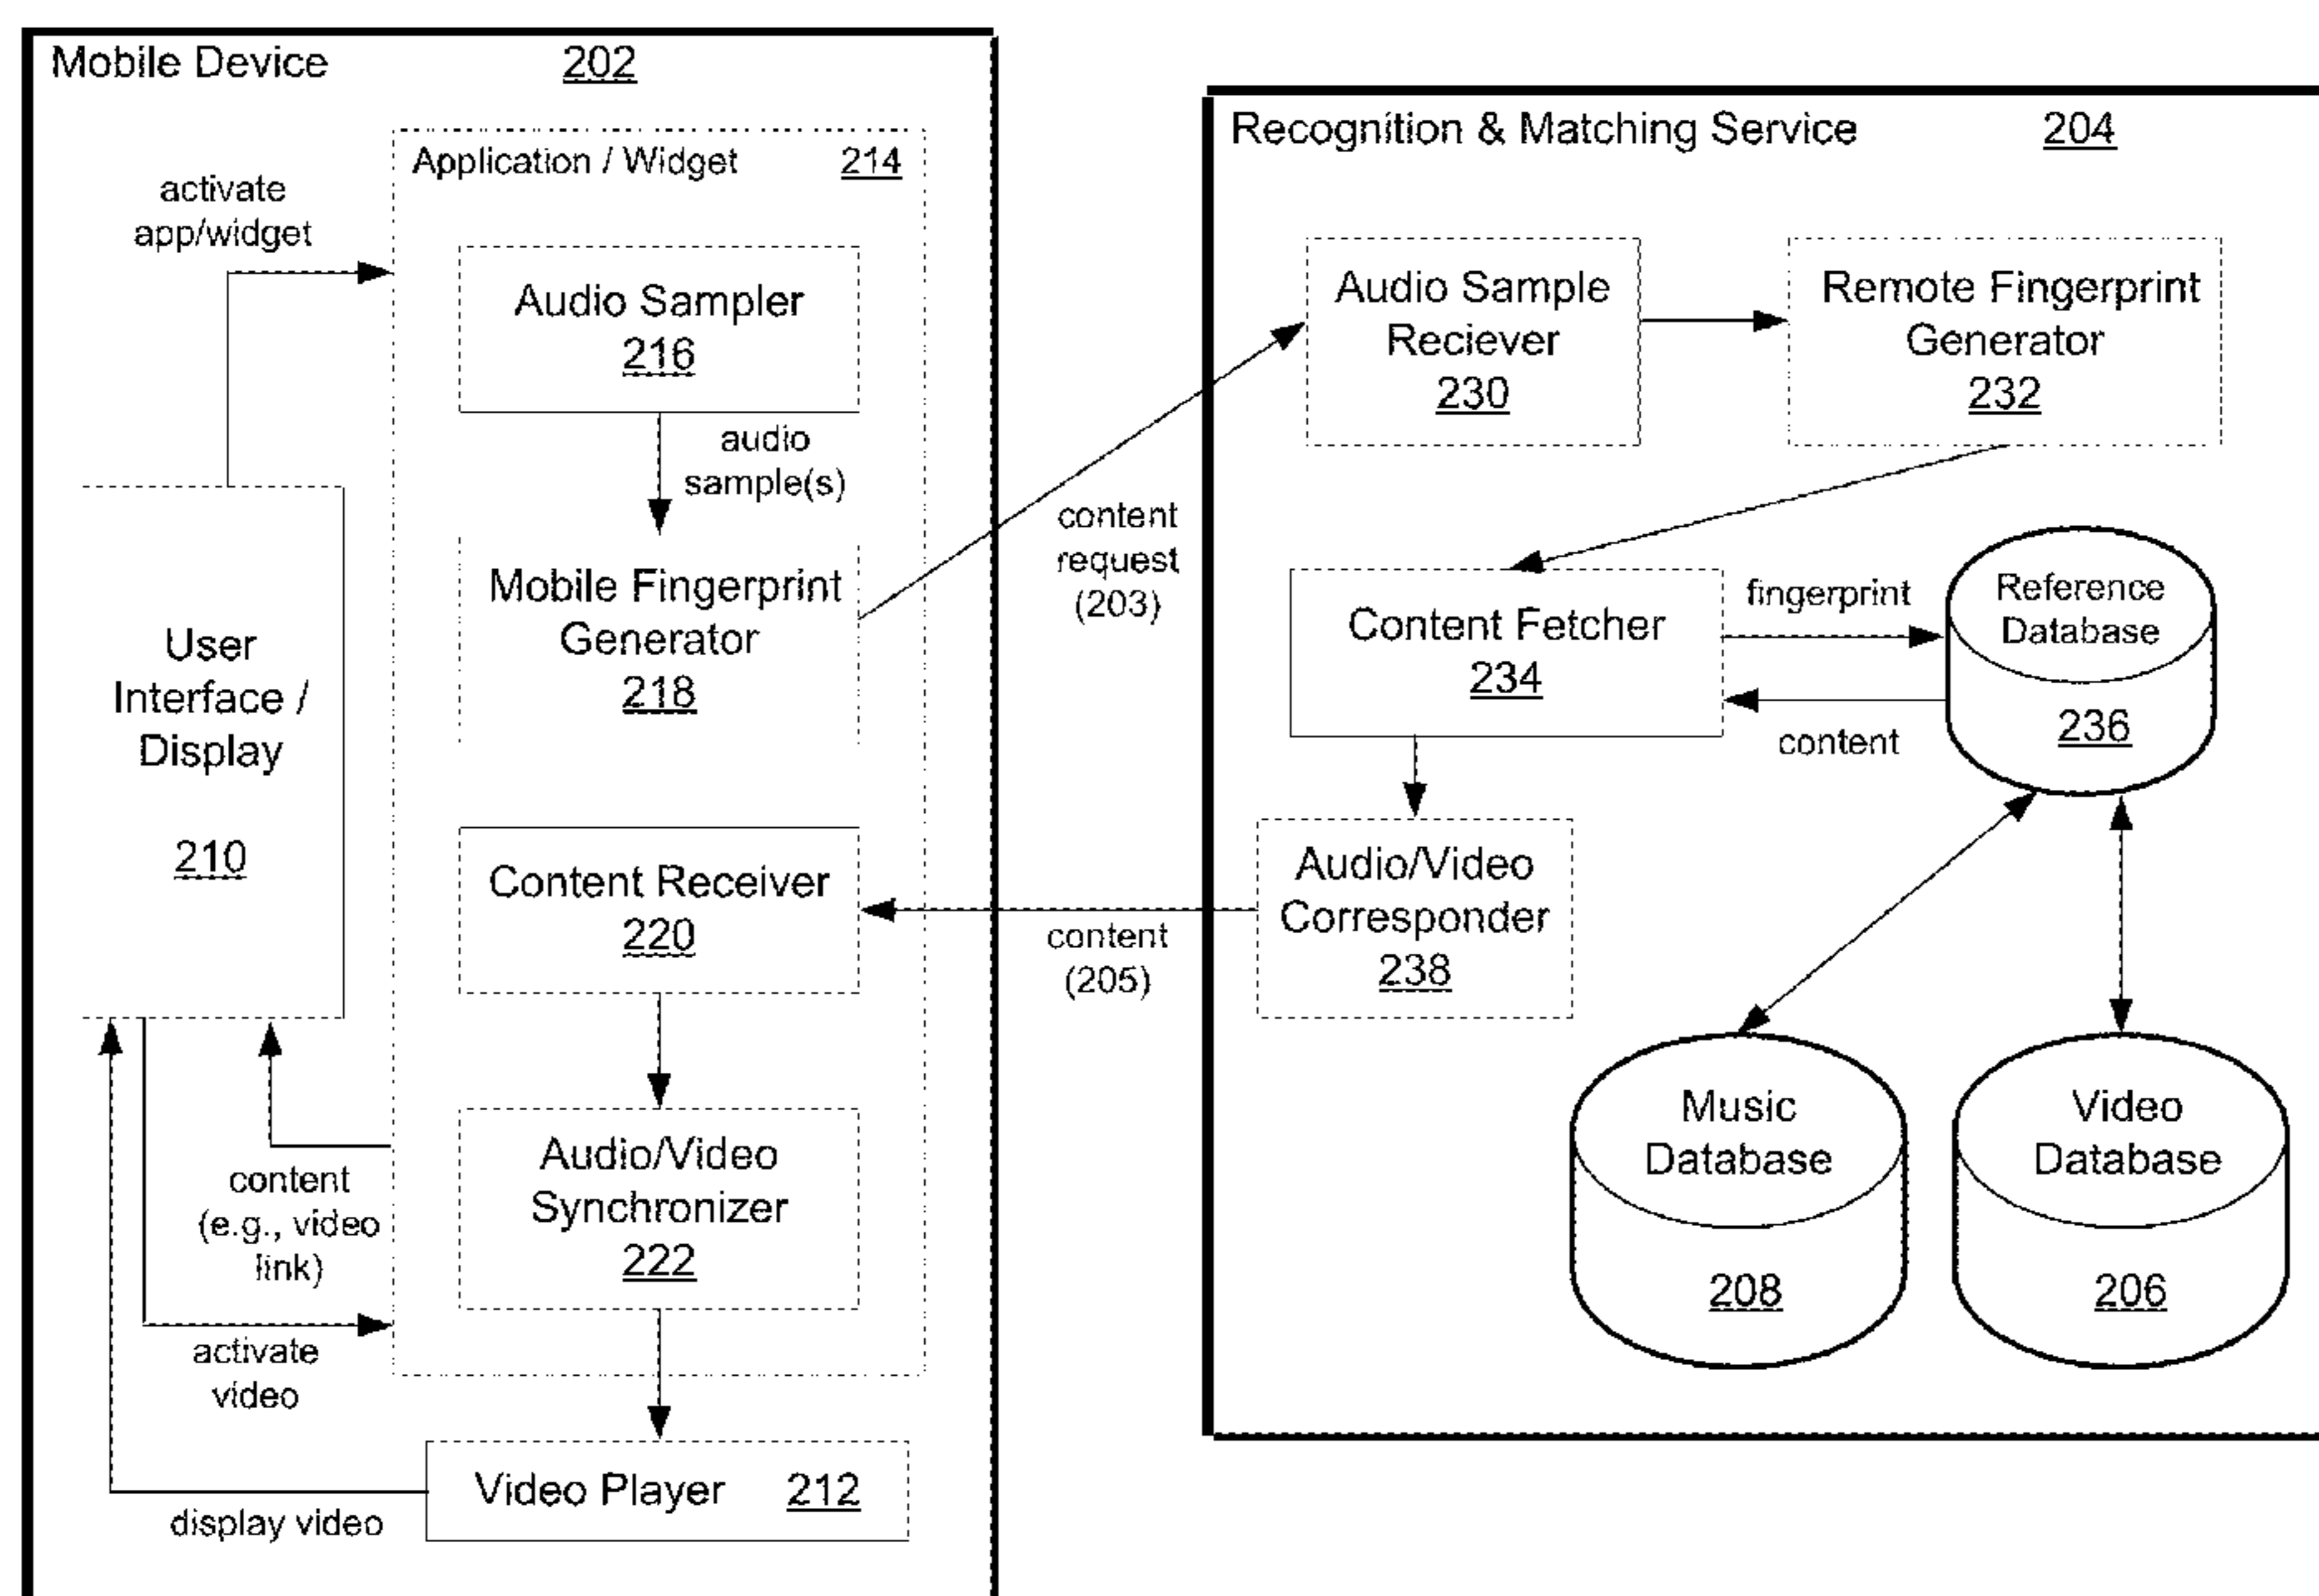 Mobile Device 202
Application / Widget 214
activate
app/widget
Audio Sampler
216
audio
sample(s)
Mobile Fingerprint
Generator
218
User
Interface /
Display
210
Content Receiver
220
content
(e.g., video
link)
Audio/Video
Synchronizer
222
activate
video
Video Player 212
display video
content
request
(203)
content
(205)
Recognition & Matching Service 204
Audio Sample
Reciever
230
Remote Fingerprint
Generator
232
Content Fetcher
234
fingerprint
content
Reference
Database
236
Audio/Video
Corresponder
238
Music
Database
208
Video
Database
206